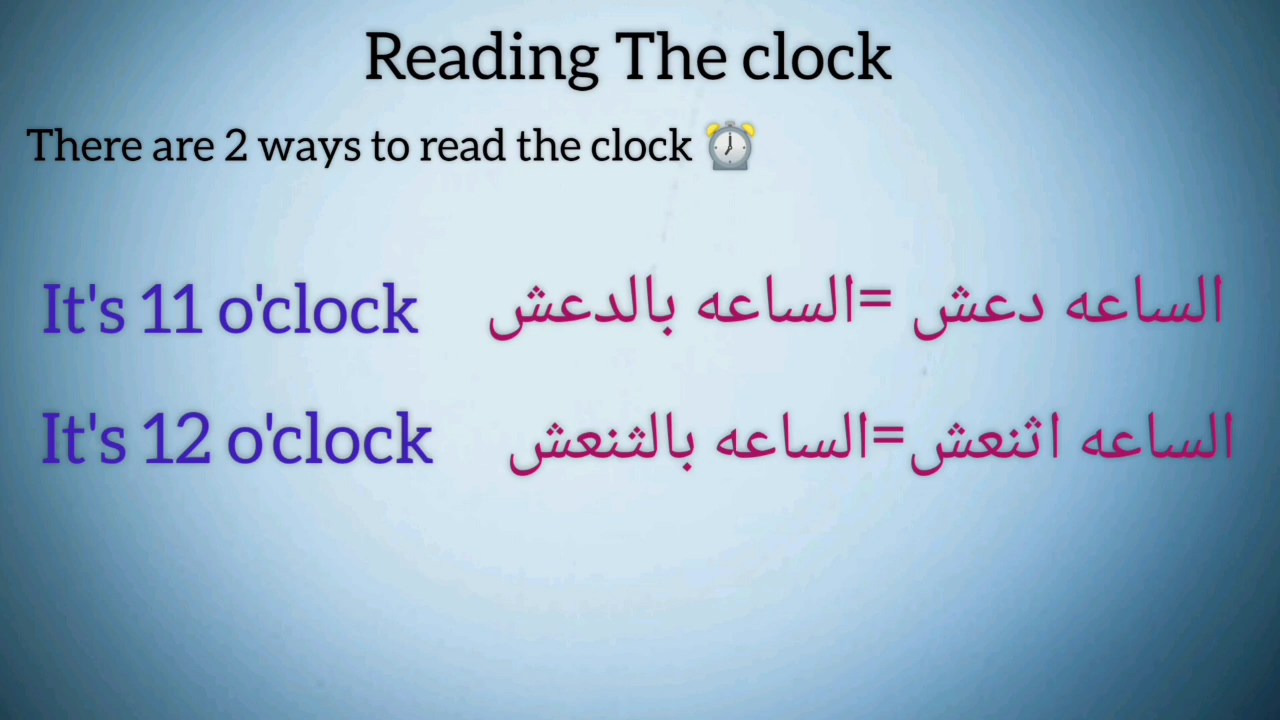 Reading The clock
There are 2 ways to read the clock ⏰
It's 11 o'clock الساعه دعش =الساعه بالدعش
It's 12 o'clock الساعه اثنعش=الساعه بالثنعش